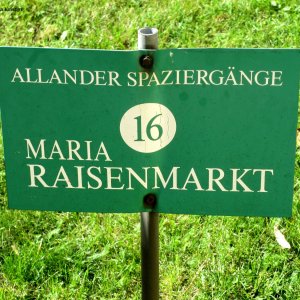 ALLANDER SPAZIERGÄNGE
16
MARIA
RAISENMARKT